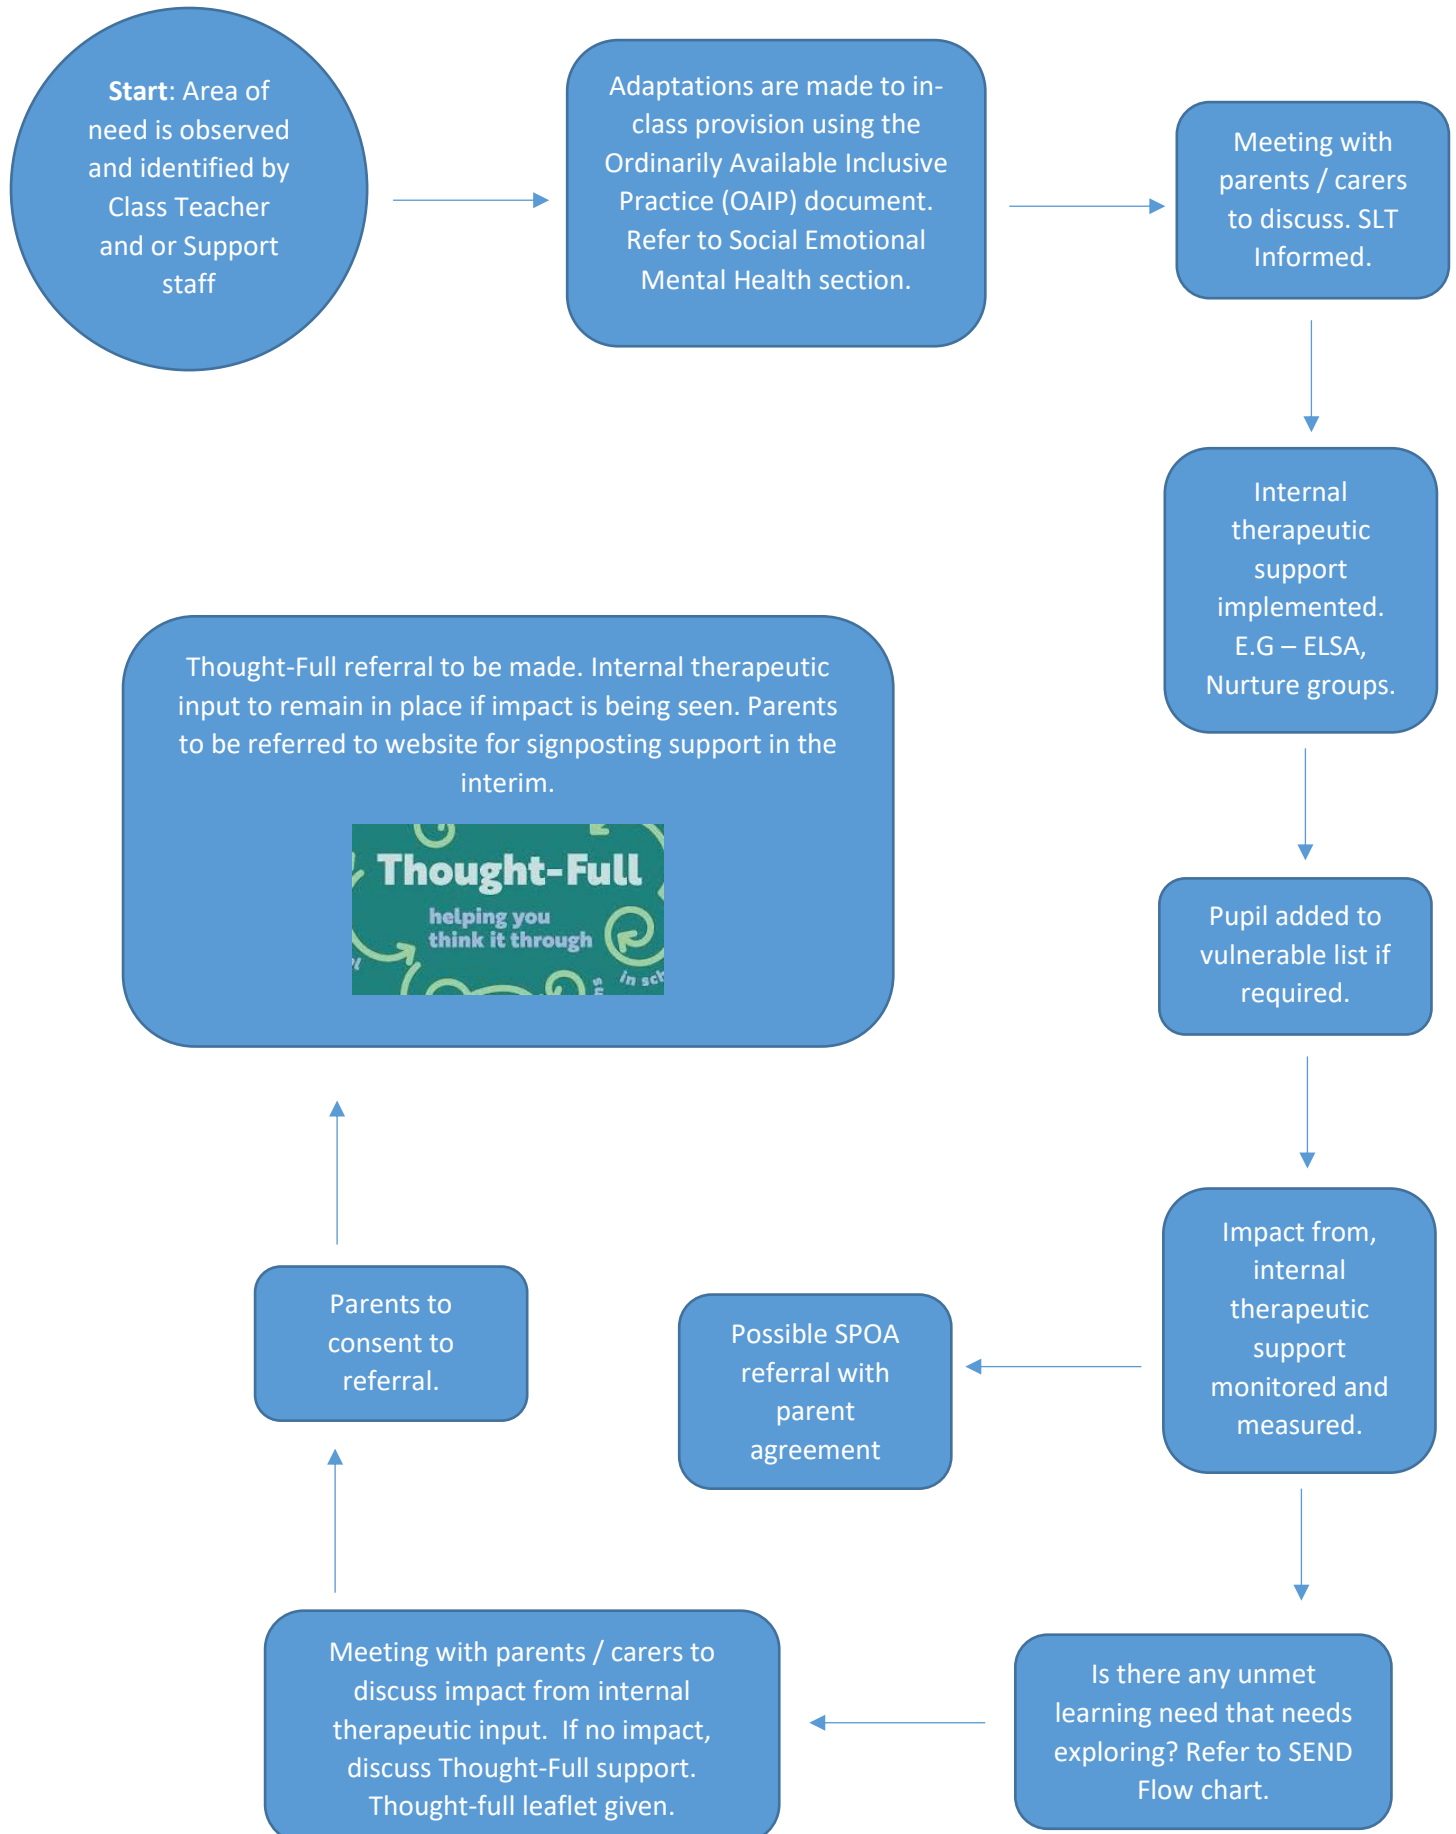 Start: Area of
need is observed
and identified by
Class Teacher
and or Support
staff
Adaptations are made to in-
class provision using the
Ordinarily Available Inclusive
Practice (OAIP) document.
Refer to Social Emotional
Mental Health section.
Meeting with
parents / carers
to discuss. SLT
Informed.
Internal
therapeutic
support
implemented.
E.G – ELSA,
Nurture groups.
Pupil added to
vulnerable list if
required.
Impact from,
internal
therapeutic
support
monitored and
measured.
Possible SPOA
referral with
parent
agreement
Is there any unmet
learning need that needs
exploring? Refer to SEND
Flow chart.
Meeting with parents / carers to
discuss impact from internal
therapeutic input.  If no impact,
discuss Thought-Full support.
Thought-full leaflet given.
Parents to
consent to
referral.
Thought-Full referral to be made. Internal therapeutic
input to remain in place if impact is being seen. Parents
to be referred to website for signposting support in the
interim.
Thought-Full
helping you
think it through
in sch